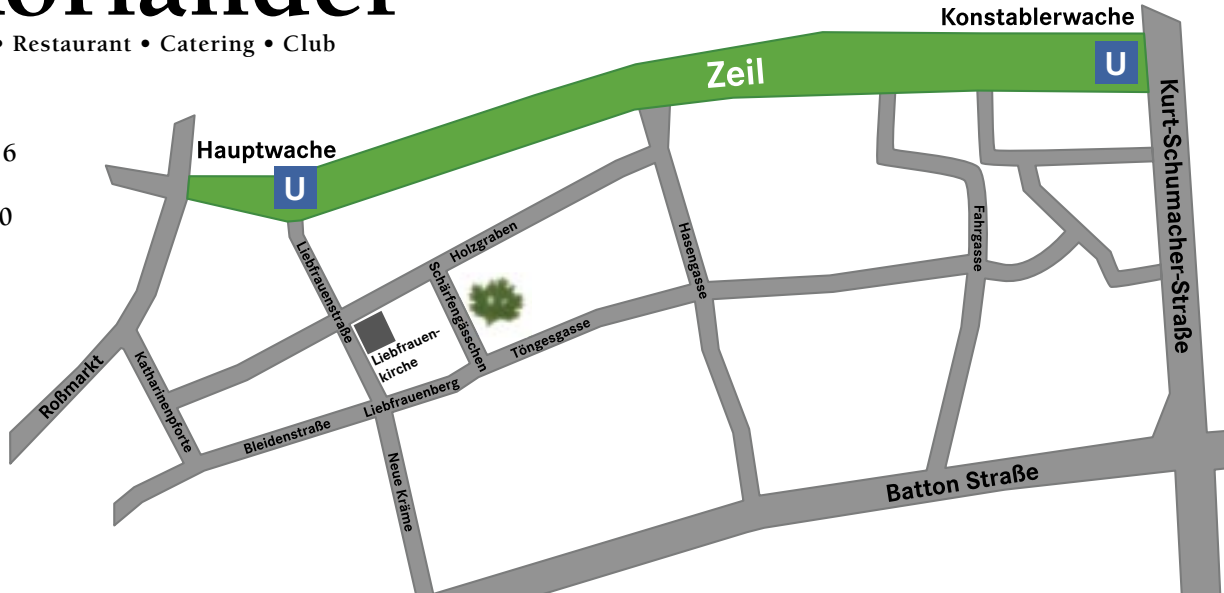 • Restaurant • Catering • Club
Konstablerwache
U
Zeil
6
Hauptwache
U
0
Kurt-Schumacher-Straße
Fahrgasse
Hasengasse
Holzgraben
Liebfrauenstraße
Schärfengässchen
Liebfrauen-
kirche
Töngesgasse
Roßmarkt
Katharinenpforte
Liebfrauenberg
Bleidenstraße
Neue Kräme
Batton Straße